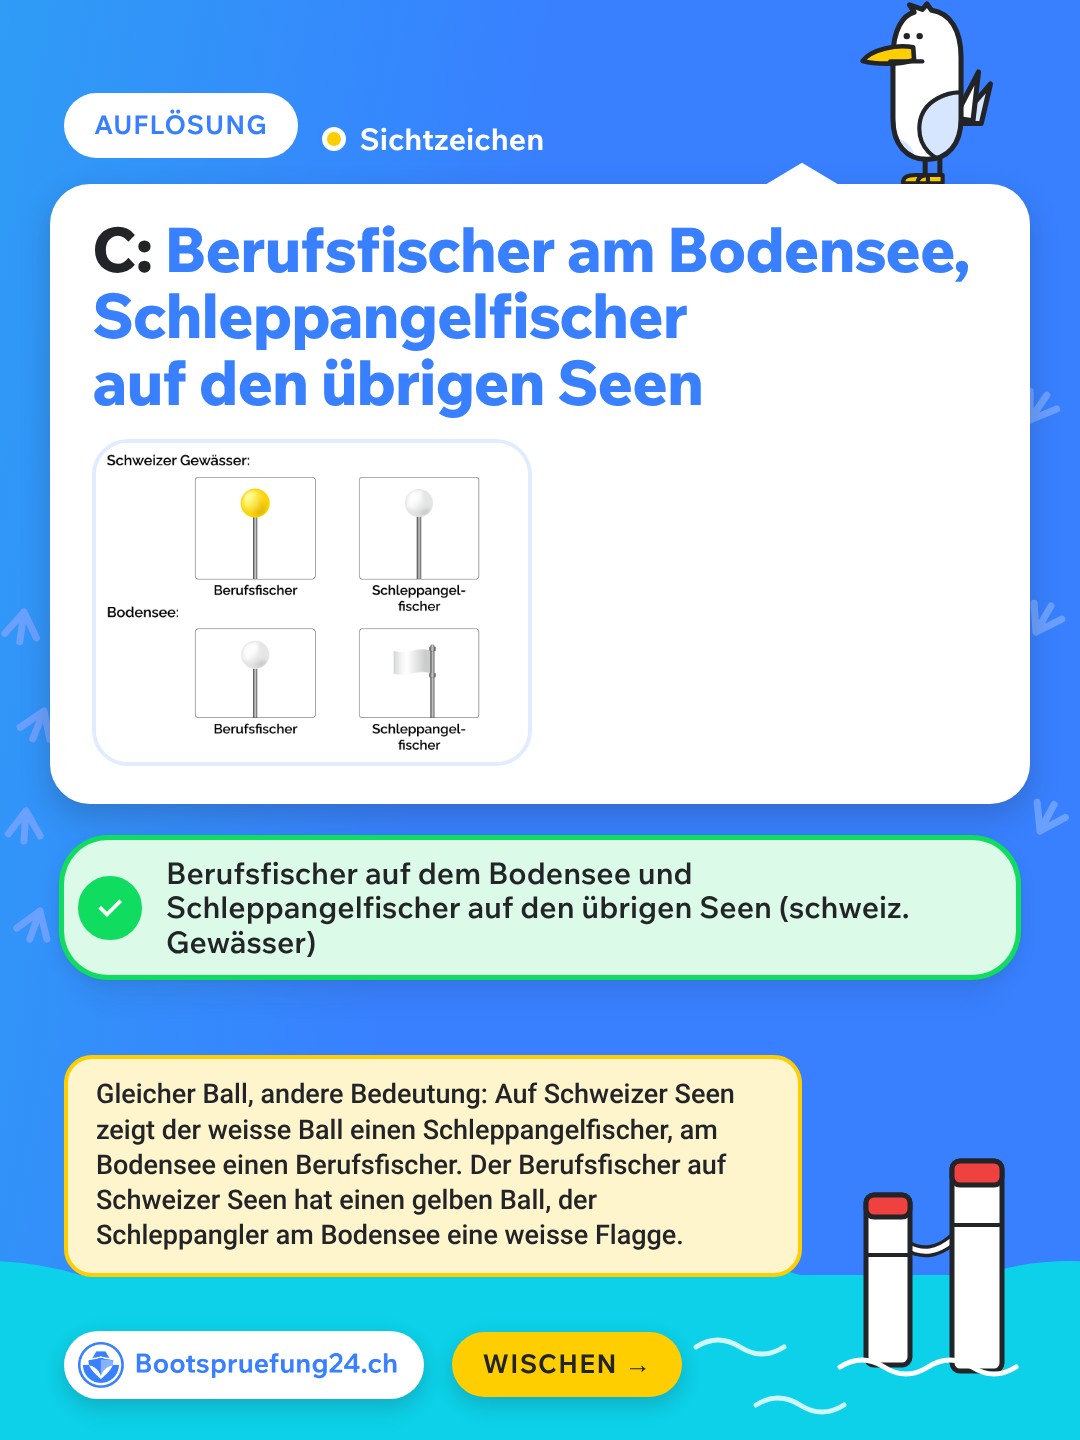 AUFLÖSUNG
Sichtzeichen
C: Berufsfischer am Bodensee,
Schleppangelfischer
auf den übrigen Seen
Schweizer Gewässer:
Berufsfischer
Schleppangel-
fischer
Bodensee:
Berufsfischer
Schleppangel-
fischer
Berufsfischer auf dem Bodensee und
Schleppangelfischer auf den übrigen Seen (schweiz.
Gewässer)
Gleicher Ball, andere Bedeutung: Auf Schweizer Seen
zeigt der weisse Ball einen Schleppangelfischer, am
Bodensee einen Berufsfischer. Der Berufsfischer auf
Schweizer Seen hat einen gelben Ball, der
Schleppangler am Bodensee eine weisse Flagge.
Bootspruefung24.ch
WISCHEN →